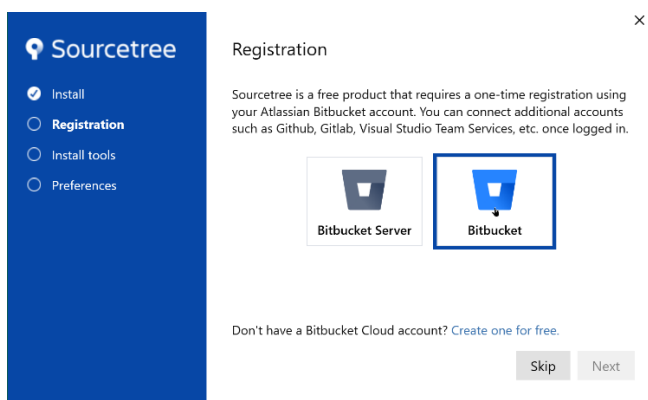 Sourcetree
Install
Registration
Install tools
Preferences
Registration
Sourcetree is a free product that requires a one-time registration using
your Atlassian Bitbucket account. You can connect additional accounts
such as Github, Gitlab, Visual Studio Team Services, etc. once logged in.
Bitbucket Server
Bitbucket
Don't have a Bitbucket Cloud account? Create one for free.
Skip
Next